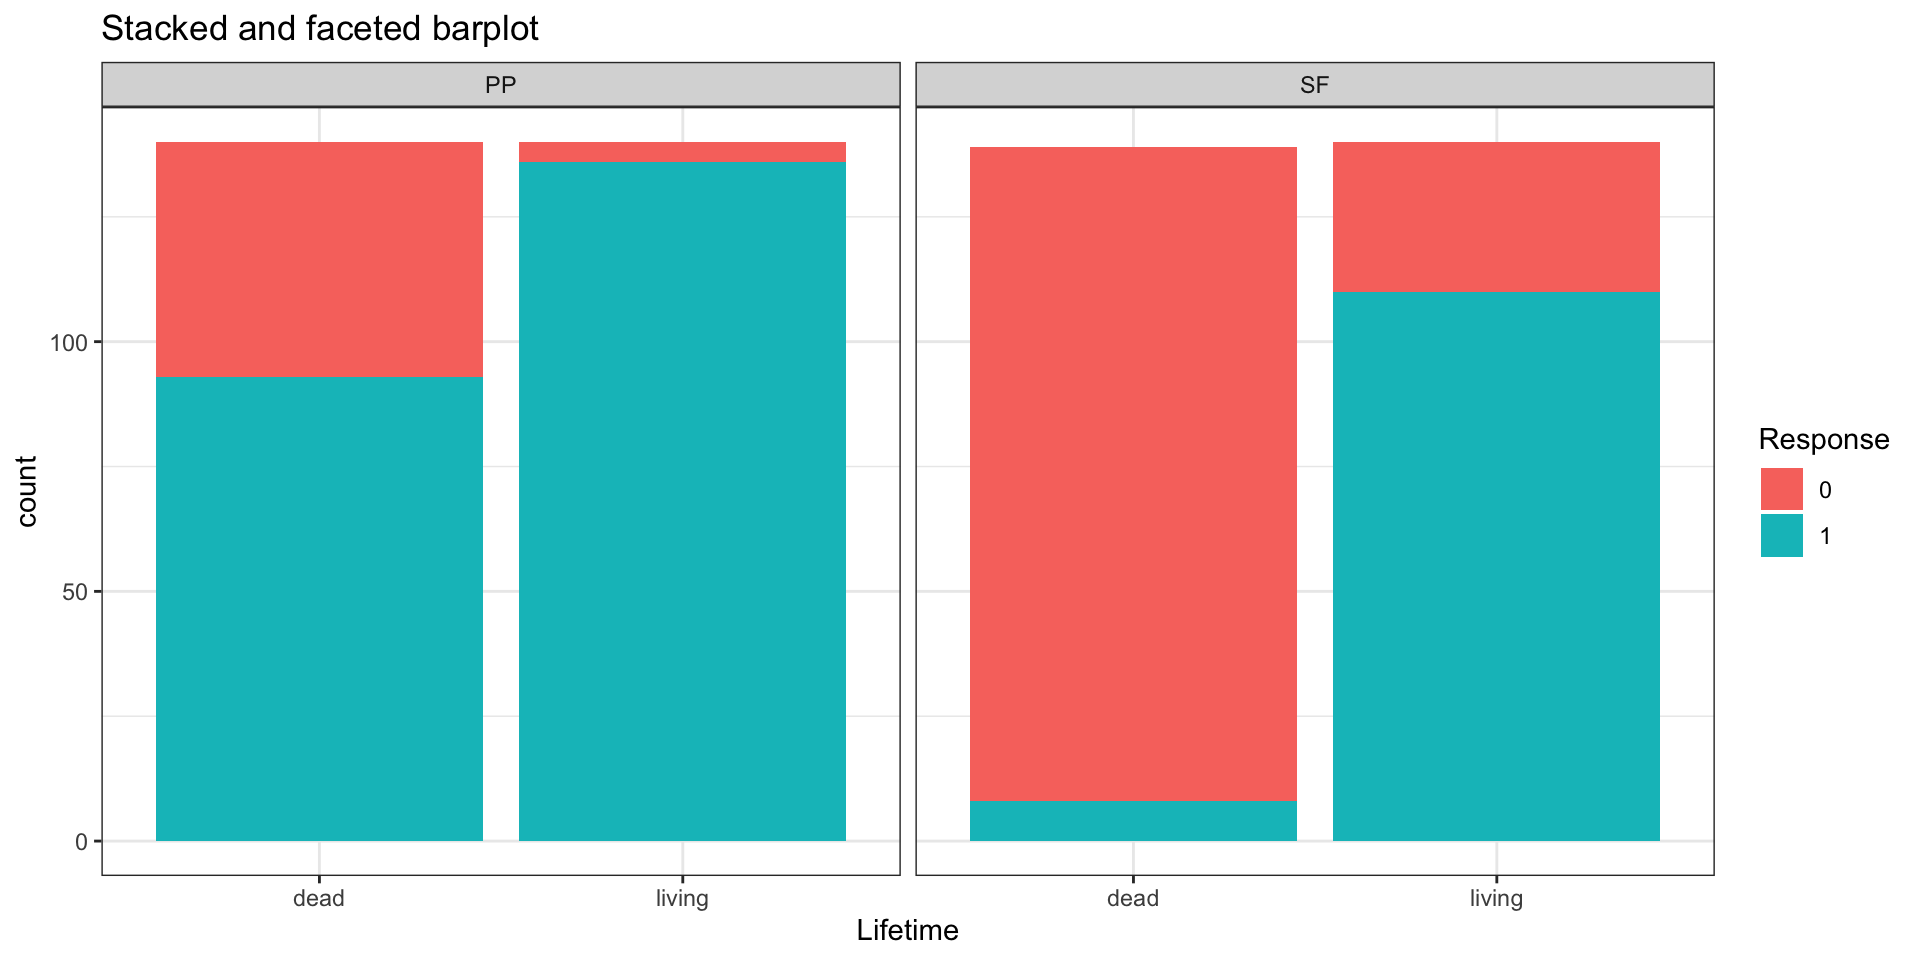 Stacked and faceted barplot
PP
SF
100
50
0
count
dead
living
dead
living
Lifetime
Response
0
1